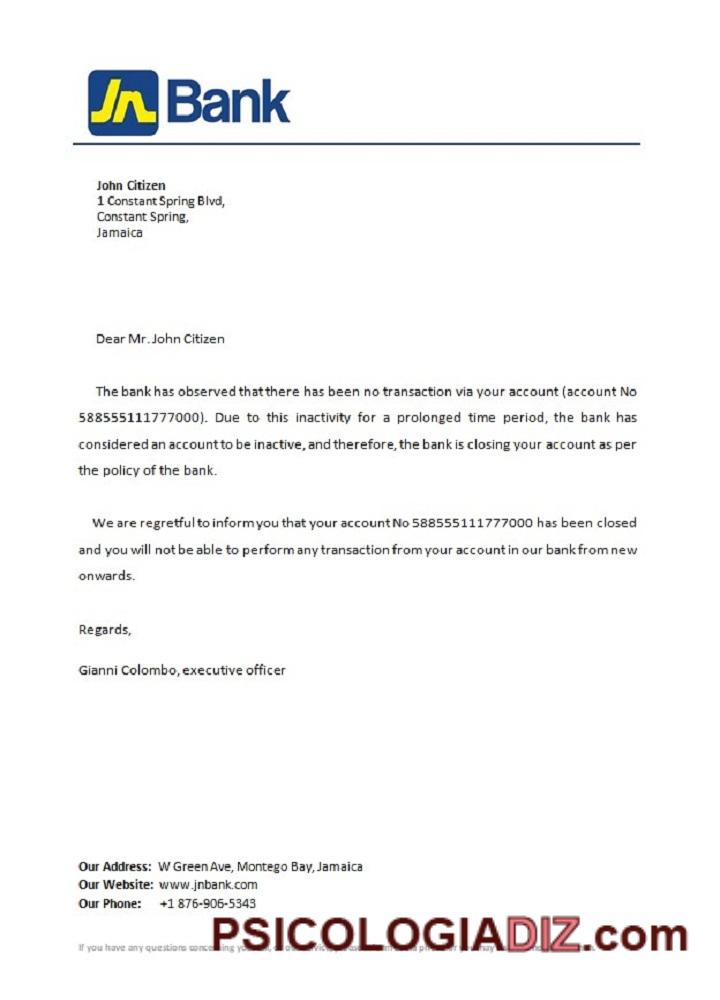 Jn Bank
John Citizen
1 Constant Spring Blvd,
Constant Spring,
Jamaica
Dear Mr. John Citizen
The bank has observed that there has been no transaction via your account (account No
588555111777000). Due to this inactivity for a prolonged time period, the bank has
considered an account to be inactive, and therefore, the bank is closing your account as per
the policy of the bank.
We are regretful to inform you that your account No 588555111777000 has been closed
and you will not be able to perform any transaction from your account in our bank from new
onwards.
Regards,
Gianni Colombo, executive officer
Our Address: W Green Ave, Montego Bay, Jamaica
Our Website: www.jnbank.com
Our Phone: +1 876-906-5343
If you have any questions
PSICOLOGIADIZ.com